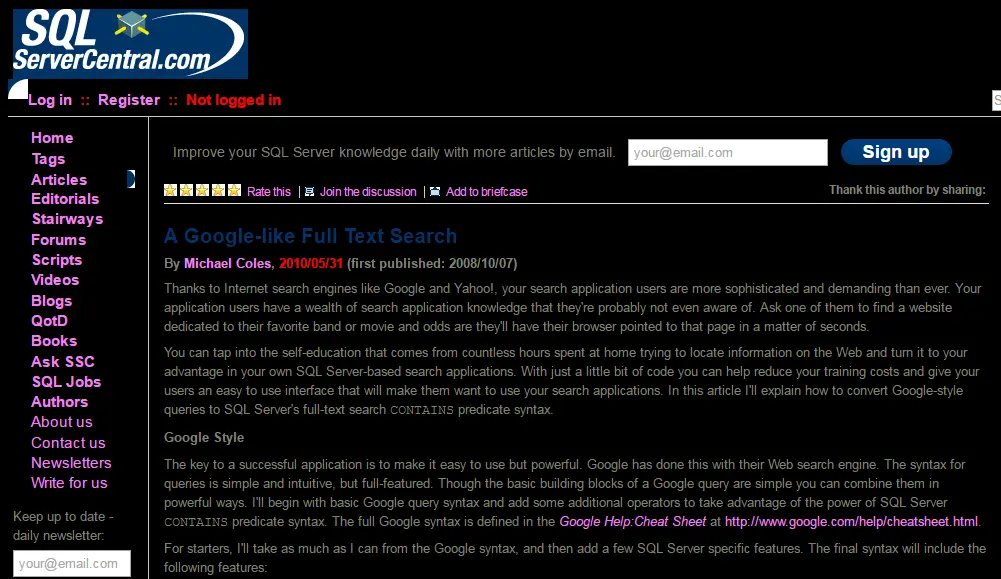 SQL
ServerCentral.com
Log in :: Register :: Not logged in
S
Home
Tags
Articles
Editorials
Stairways
Forums
Scripts
Videos
Blogs
QotD
Books
Ask SSC
SQL Jobs
Authors
About us
Contact us
Newsletters
Write for us
Keep up to date -
daily newsletter:
your@email.com
Improve your SQL Server knowledge daily with more articles by email. your@email.com Sign up
Rate this | Join the discussion | Add to briefcase Thank this author by sharing:
A Google-like Full Text Search
By Michael Coles, 2010/05/31 (first published: 2008/10/07)
Thanks to Internet search engines like Google and Yahoo!, your search application users are more sophisticated and demanding than ever. Your
application users have a wealth of search application knowledge that they're probably not even aware of. Ask one of them to find a website
dedicated to their favorite band or movie and odds are they'll have their browser pointed to that page in a matter of seconds.
You can tap into the self-education that comes from countless hours spent at home trying to locate information on the Web and turn it to your
advantage in your own SQL Server-based search applications. With just a little bit of code you can help reduce your training costs and give your
users an easy to use interface that will make them want to use your search applications. In this article I'll explain how to convert Google-style
queries to SQL Server's full-text search CONTAINS predicate syntax.
Google Style
The key to a successful application is to make it easy to use but powerful. Google has done this with their Web search engine. The syntax for
queries is simple and intuitive, but full-featured. Though the basic building blocks of a Google query are simple you can combine them in
powerful ways. I'll begin with basic Google query syntax and add some additional operators to take advantage of the power of SQL Server
CONTAINS predicate syntax. The full Google syntax is defined in the Google Help:Cheat Sheet at http://www.google.com/help/cheatsheet.html.
For starters, I'll take as much as I can from the Google syntax, and then add a few SQL Server specific features. The final syntax will include the
following features: